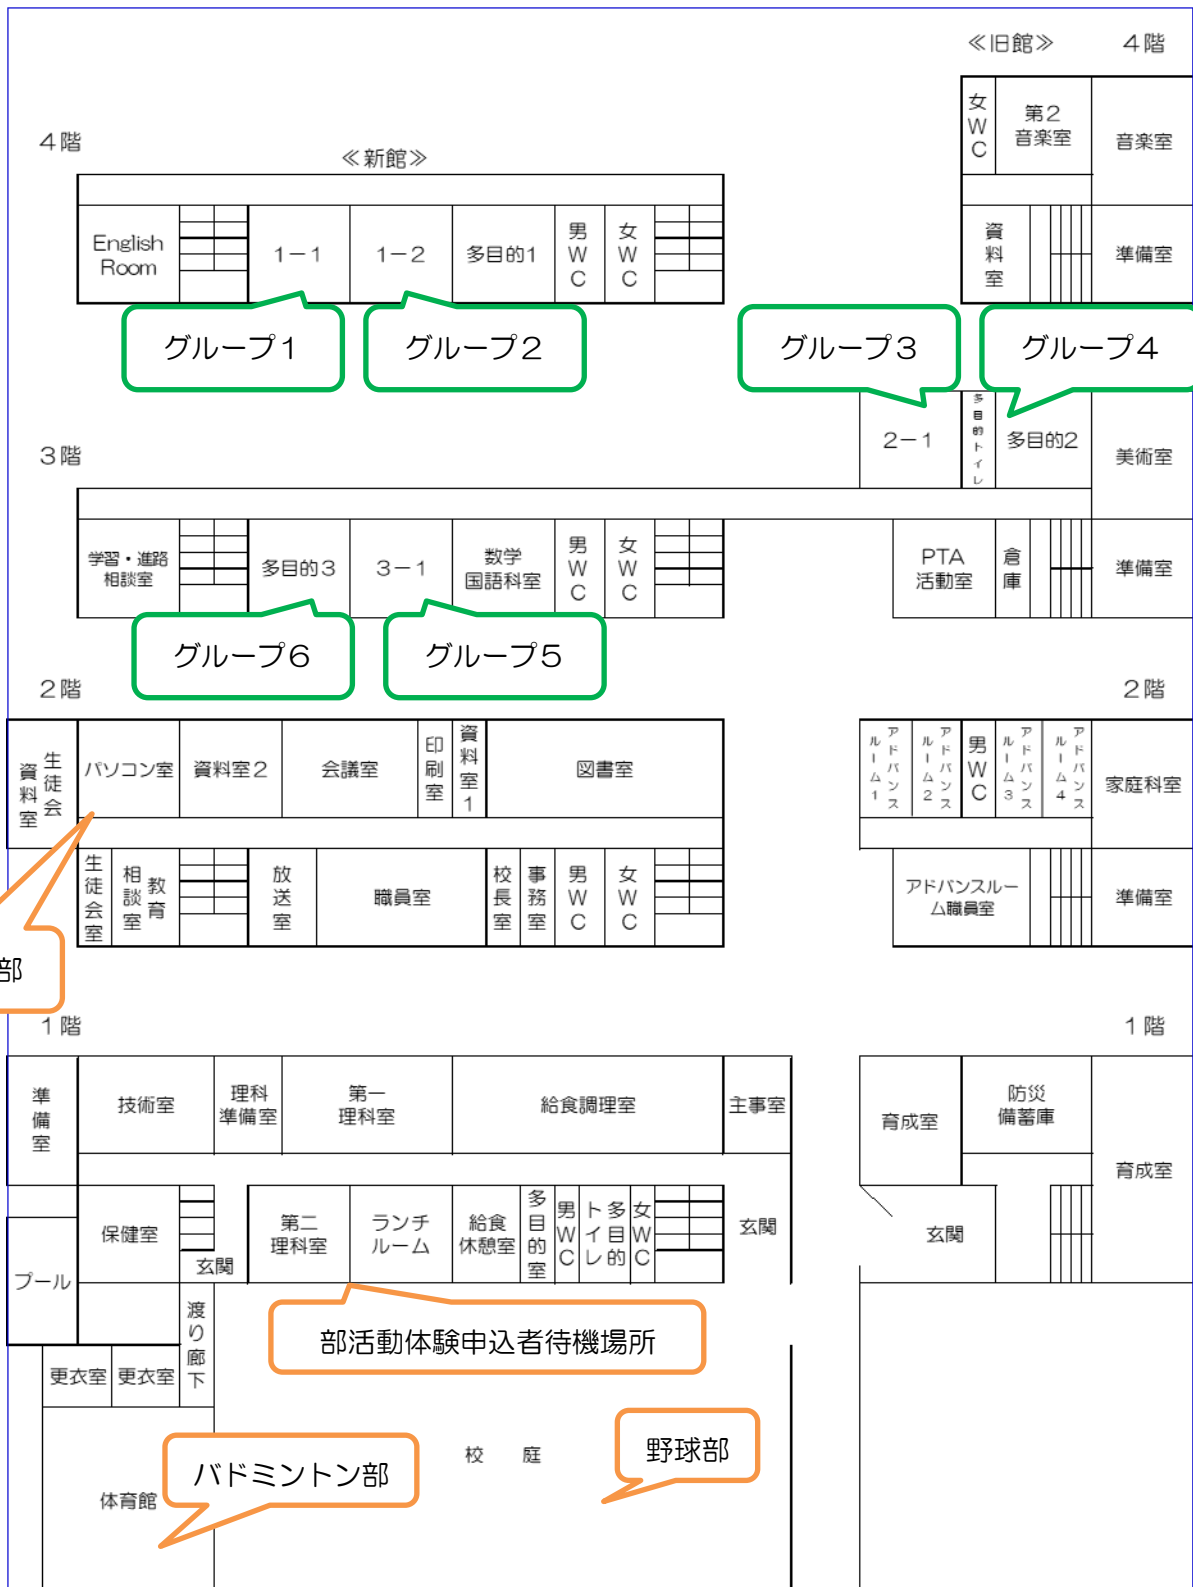 ≪旧館≫ 4階
女WC
第2
音楽室
音楽室
4階
≪新館≫
English
Room
1－1
1－2
多目的1
男WC
女WC
資料室
準備室
グループ1
グループ2
グループ3
グループ4
3階
2－1
多目的トイレ
多目的2
美術室
学習・進路
相談室
多目的3
3－1
数学
国語科室
男WC
女WC
PTA
活動室
倉庫
準備室
グループ6
グループ5
2階
2階
生徒会
資料室
パソコン室
資料室2
会議室
印刷室
資料室1
図書室
アドバンス
ルーム1
アドバンス
ルーム2
男WC
アドバンス
ルーム3
アドバンス
ルーム4
家庭科室
生徒会室
教育
相談室
放送室
職員室
校長室
事務室
男WC
女WC
アドバンスルー
ム職員室
準備室
部
1階
1階
準備室
技術室
理科
準備室
第一
理科室
給食調理室
主事室
育成室
防災
備蓄庫
育成室
プール
保健室
玄関
第二
理科室
ランチ
ルーム
給食
休憩室
多目的室
男WC
多目的
トイレ
女WC
玄関
玄関
渡り廊下
部活動体験申込者待機場所
更衣室
更衣室
バドミントン部
校 庭
野球部
体育館